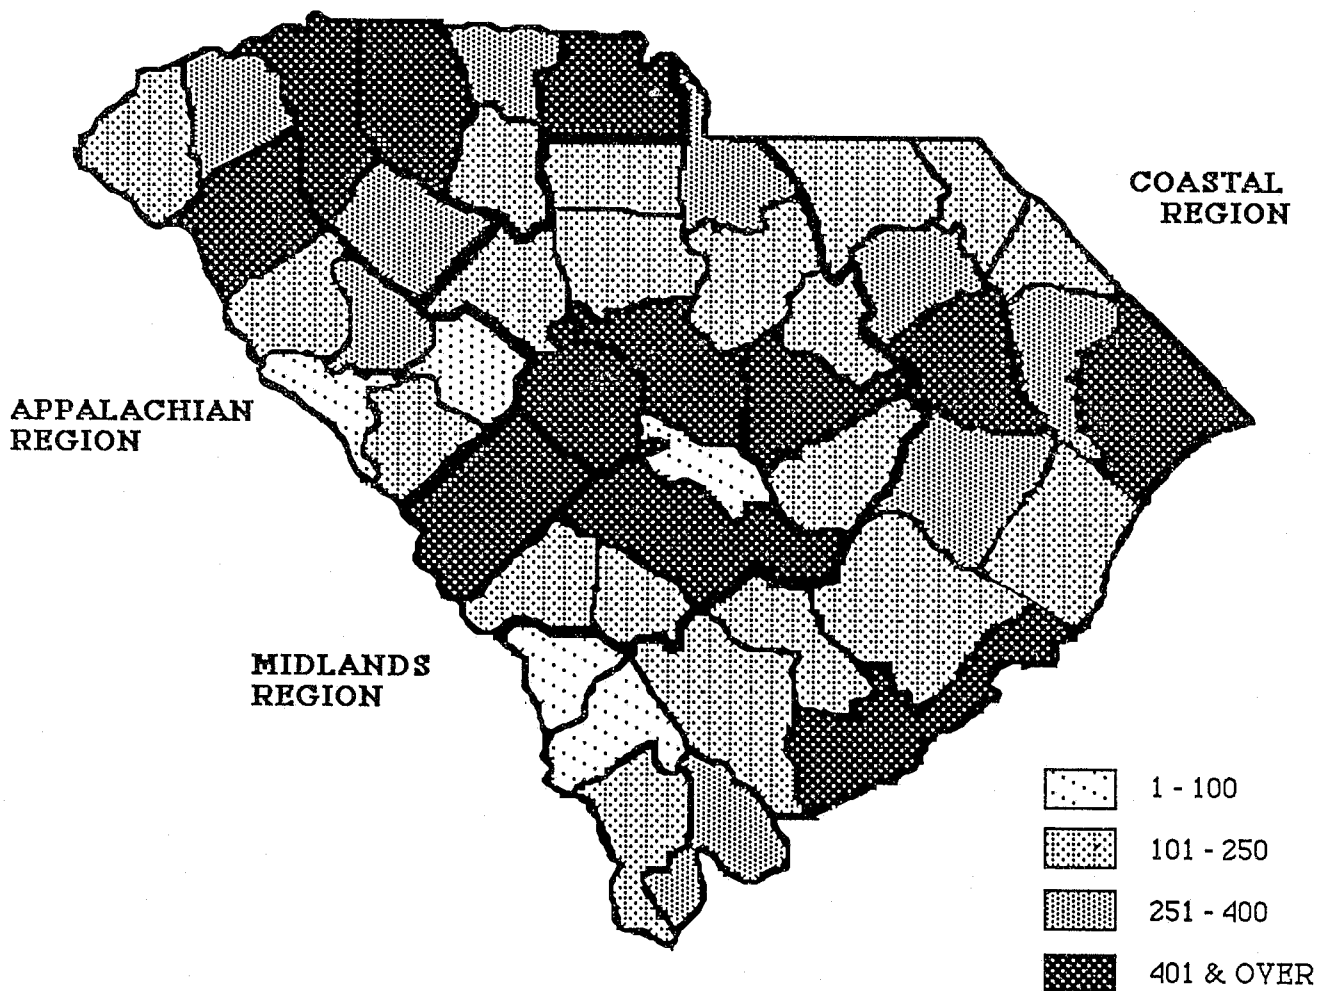 COASTAL
REGION
APPALACHIAN
REGION
MIDLANDS
REGION
1 - 100
101 - 250
251 - 400
401 & OVER